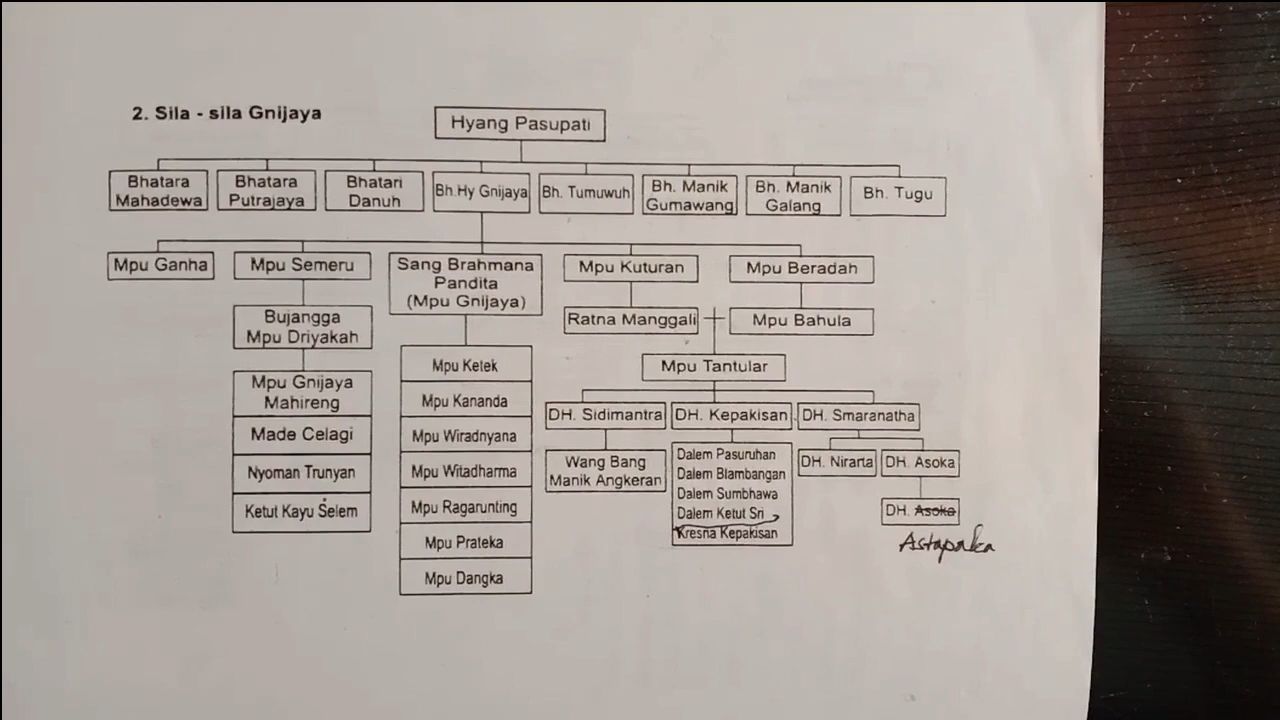 2. Sila - sila Gnijaya
Hyang Pasupati
Bhatara
Mahadewa
Bhatara
Putrajaya
Bhatari
Danuh
Bh.Hy Gnijaya
Bh. Tumuwuh
Bh. Manik
Gumawang
Bh. Manik
Galang
Bh. Tugu
Mpu Ganha
Mpu Semeru
Sang Brahmana
Pandita
(Mpu Gnijaya)
Mpu Kuturan
Mpu Beradah
Bujangga
Mpu Driyakah
Ratna Manggali
Mpu Bahula
Mpu Gnijaya
Mahireng
Made Celagi
Nyoman Trunyan
Ketut Kayu Selem
Mpu Ketek
Mpu Kananda
Mpu Wiradnyana
Mpu Witadharma
Mpu Ragarunting
Mpu Prateka
Mpu Dangka
Mpu Tantular
DH. Sidimantra
DH. Kepakisan
DH. Smaranatha
Wang Bang
Manik Angkeran
Dalem Pasuruhan
Dalem Blambangan
Dalem Sumbhawa
Dalem Ketut Sri
Kresna Kepakisan
DH. Nirarta
DH. Asoka
DH. Asoka
Astapaka